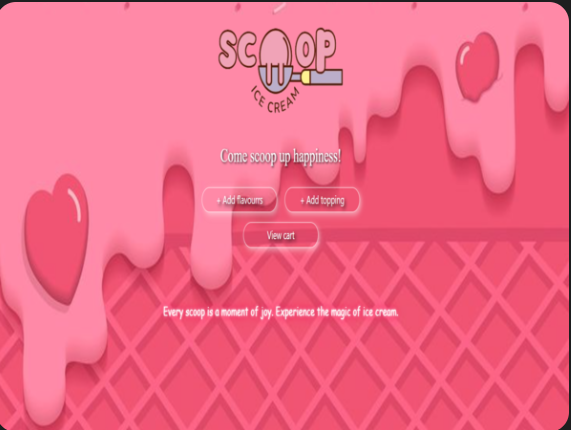 SCOOP
ICE CREAM
Come scoop up happiness!
+ Add flavours + Add topping
View cart
Every scoop is a moment of joy. Experience the magic of ice cream.